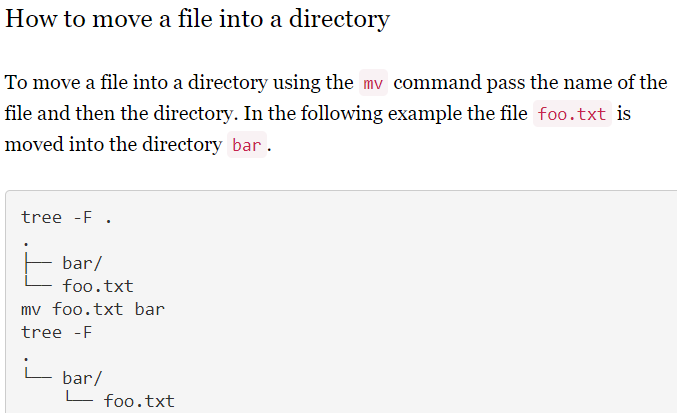 How to move a file into a directory
To move a file into a directory using the mv command pass the name of the
file and then the directory. In the following example the file foo.txt is
moved into the directory bar.
tree -F .
.
├── bar/
└── foo.txt
mv foo.txt bar
tree -F
.
└── bar/
    └── foo.txt